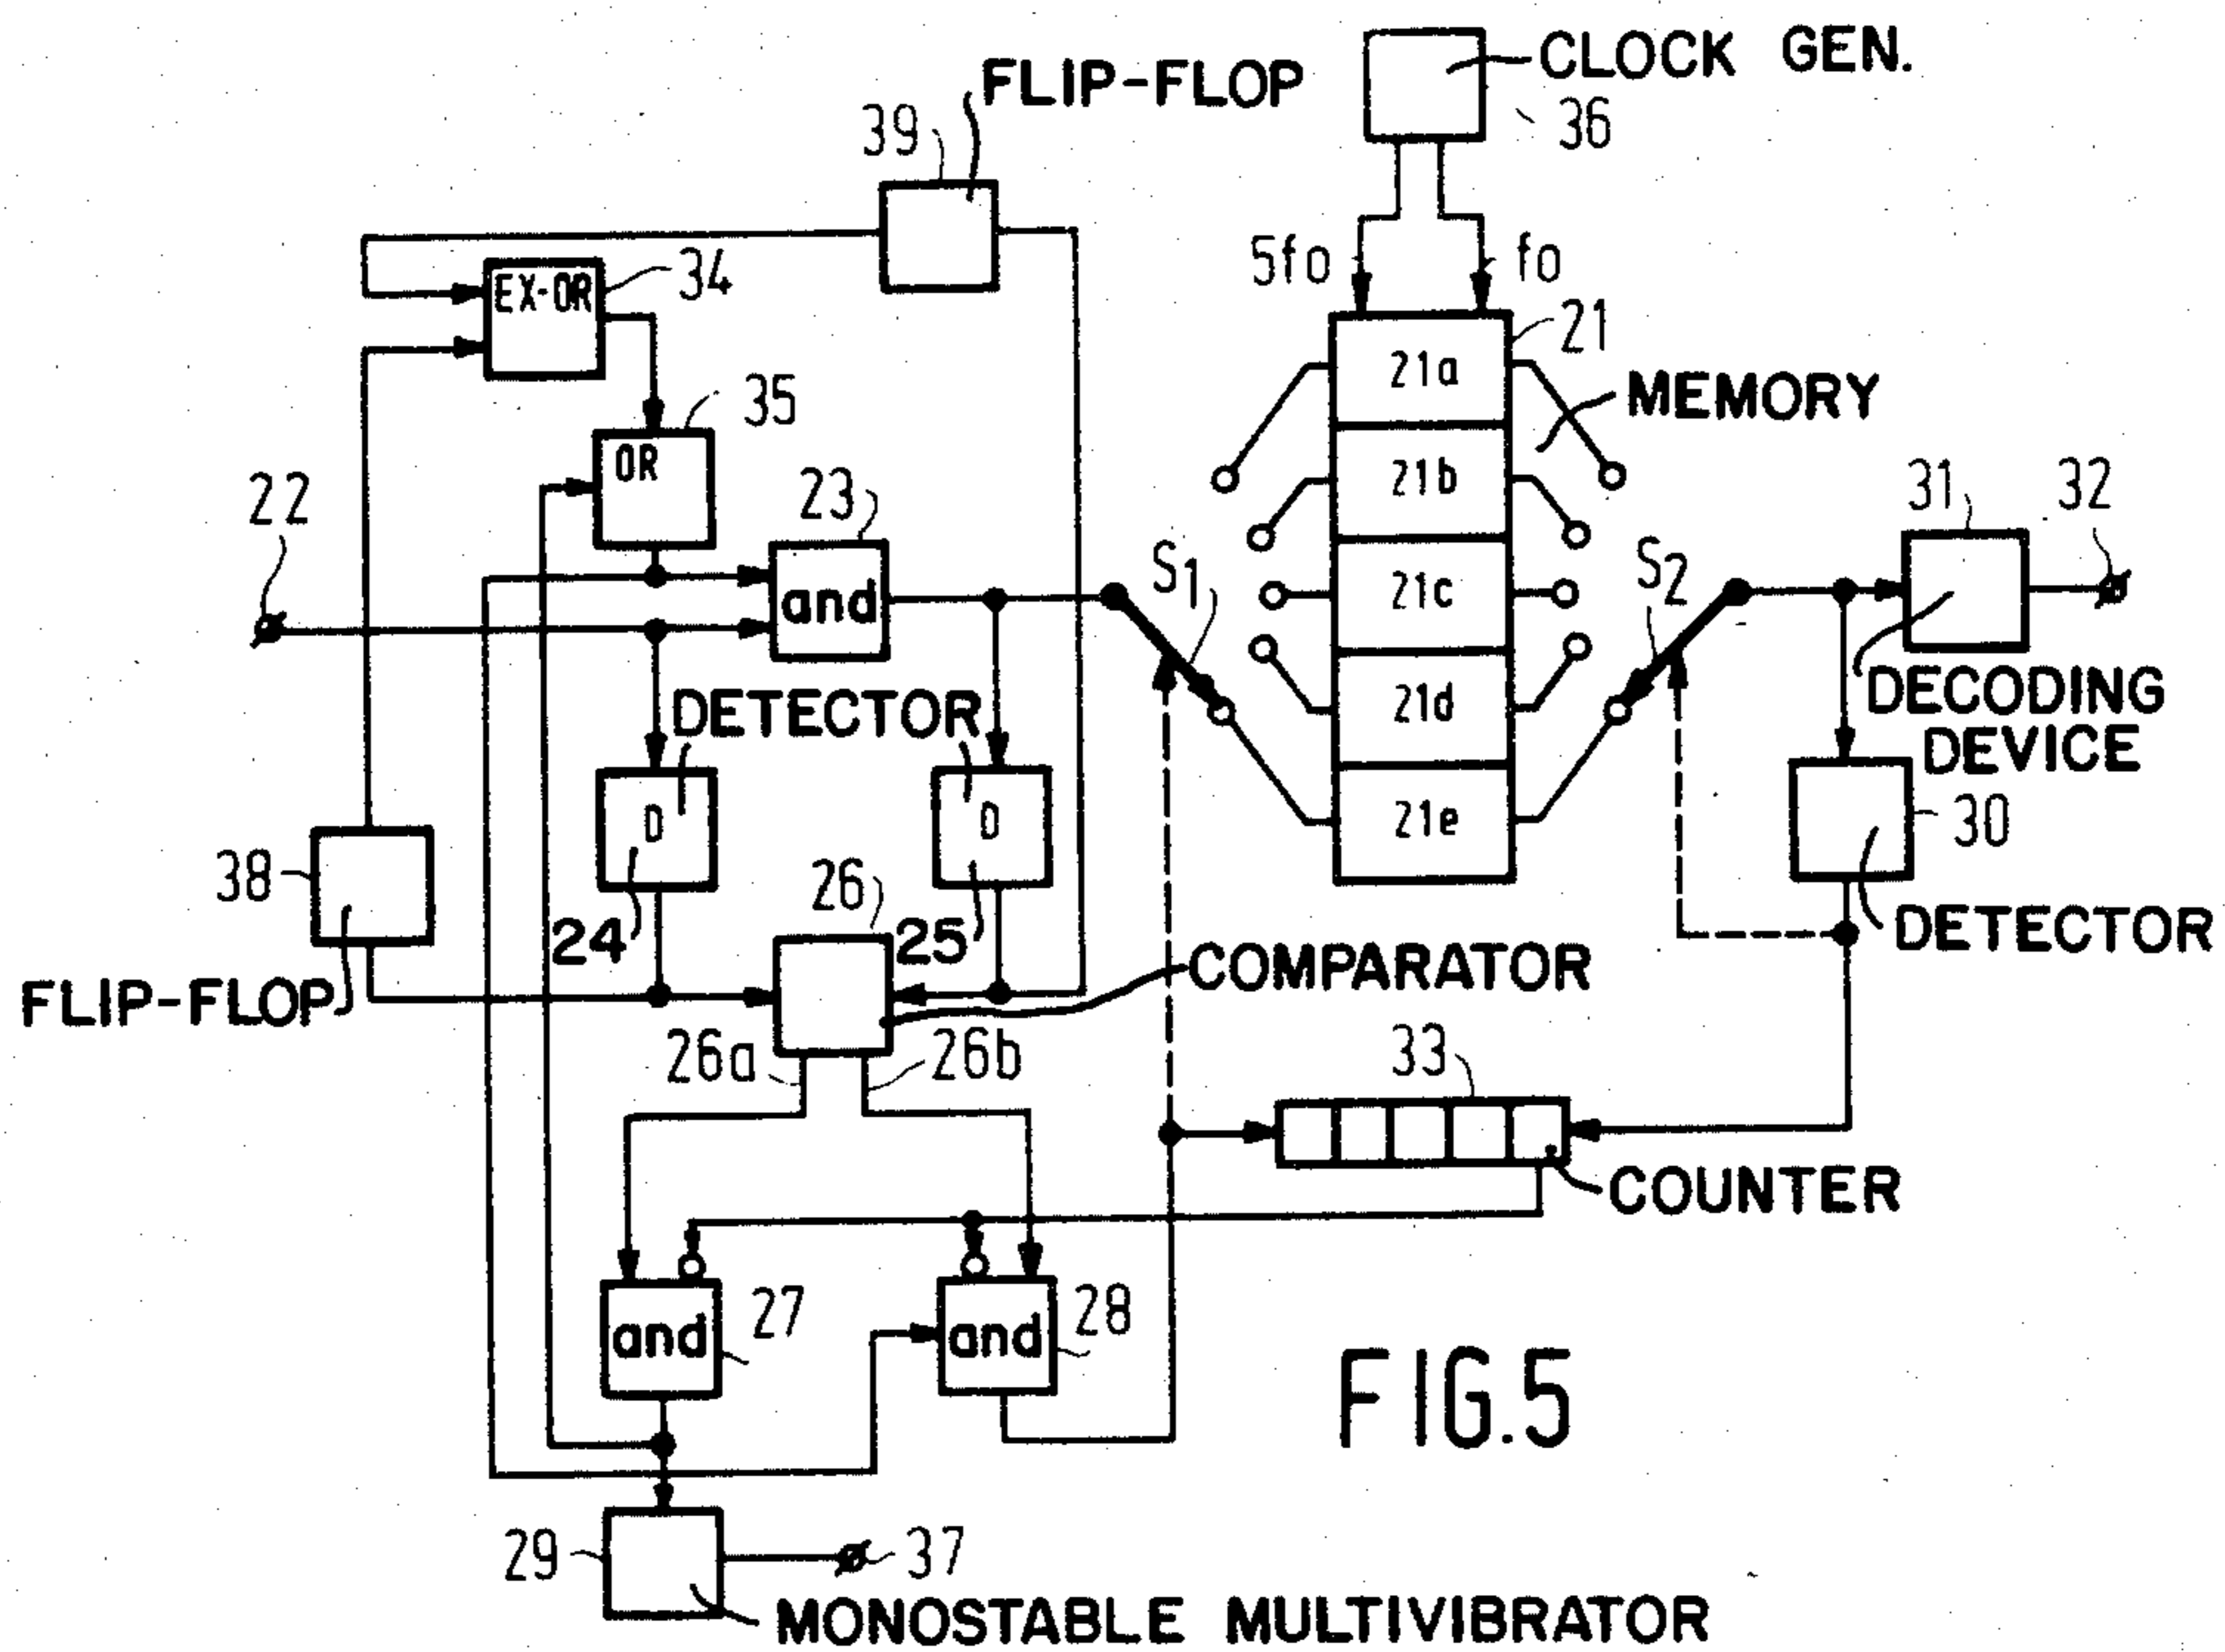 CLOCK GEN.
36
FLIP-FLOP
39
5fo
fo
EX-OR
34
21
21a
MEMORY
35
OR
21b
22
23
31
32
and
S1
21c
S2
DETECTOR
21d
DECODING
DEVICE
D
D
21e
30
38
24
26
25
DETECTOR
FLIP-FLOP
COMPARATOR
26a
26b
33
COUNTER
and
27
and
28
FIG.5
29
37
MONOSTABLE MULTIVIBRATOR